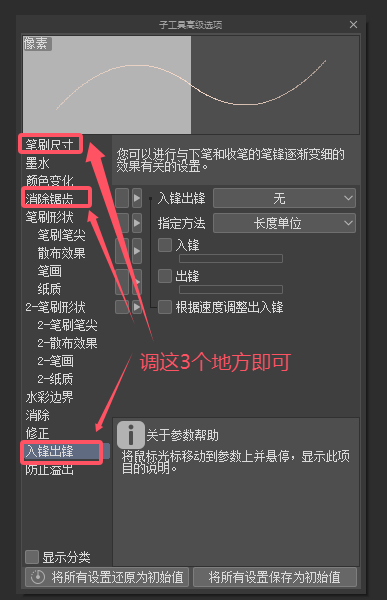 子工具高级选项
像素
笔刷尺寸
墨水
颜色变化
消除锯齿
笔刷形状
笔刷笔尖
散布效果
笔画
纸质
2-笔刷形状
2-笔刷笔尖
2-散布效果
2-笔画
2-纸质
水彩边界
消除
修正
入锋出锋
防止溢出
显示分类
您可以进行与下笔和收笔的笔锋逐渐变细的
效果有关的设置。
入锋出锋 无
指定方法 长度单位
入锋
出锋
根据速度调整出入锋
调这3个地方即可
关于参数帮助
将鼠标光标移动到参数上并悬停，显示此项
目的说明。
将所有设置还原为初始值 将所有设置保存为初始值